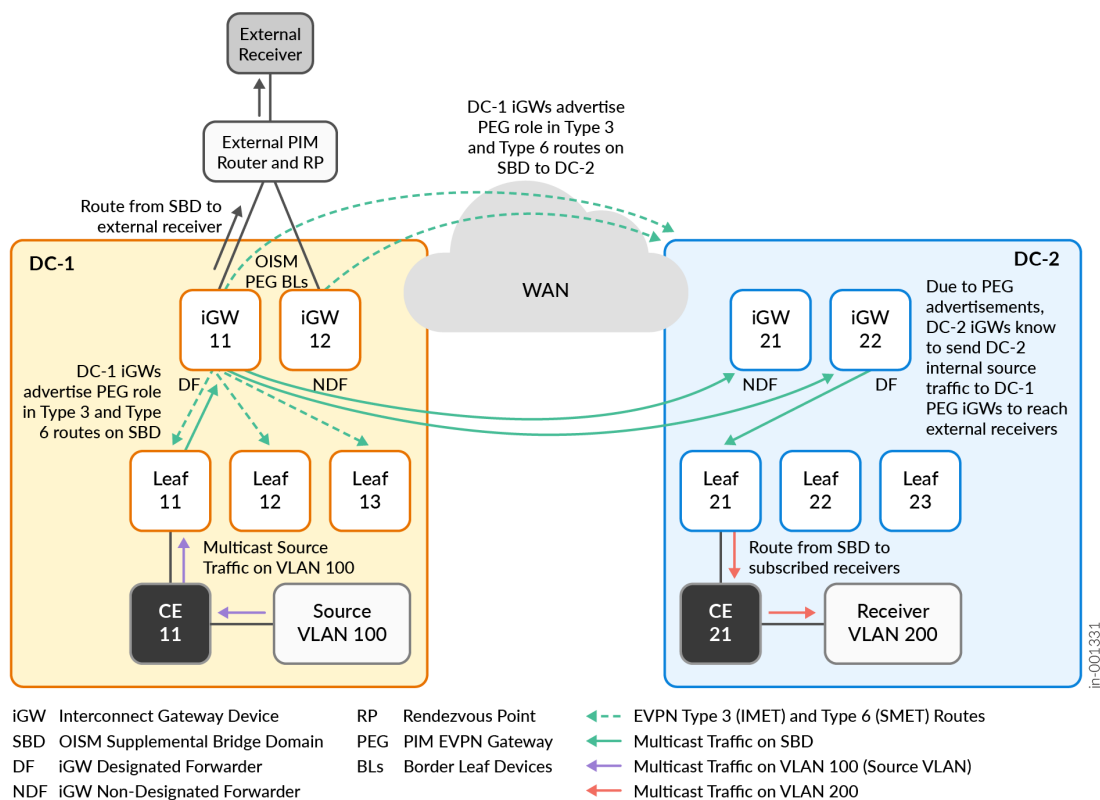 External
Receiver
External PIM
Router and RP
DC-1 iGWs advertise
PEG role in Type 3
and Type 6 routes on
SBD to DC-2
Route from SBD to
external receiver
DC-1
OISM
PEG BLs
WAN
DC-2
iGW
11
iGW
12
iGW
21
iGW
22
Due to PEG
advertisements,
DC-2 iGWs know
to send DC-2
internal source
traffic to DC-1
PEG iGWs to reach
external receivers
DC-1 iGWs
advertise PEG role
in Type 3 and Type
6 routes on SBD
DF
NDF
NDF
DF
Leaf
11
Leaf
12
Leaf
13
Leaf
21
Leaf
22
Leaf
23
Multicast Source
Traffic on VLAN 100
Route from SBD to
subscribed receivers
CE
11
Source
VLAN 100
CE
21
Receiver
VLAN 200
in-001331
iGW Interconnect Gateway Device
SBD OISM Supplemental Bridge Domain
DF iGW Designated Forwarder
NDF iGW Non-Designated Forwarder
RP Rendezvous Point
PEG PIM EVPN Gateway
BLs Border Leaf Devices
EVPN Type 3 (IMET) and Type 6 (SMET) Routes
Multicast Traffic on SBD
Multicast Traffic on VLAN 100 (Source VLAN)
Multicast Traffic on VLAN 200